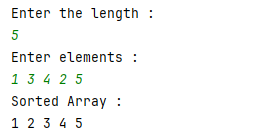 Enter the length :
5
Enter elements :
1 3 4 2 5
Sorted Array :
1 2 3 4 5